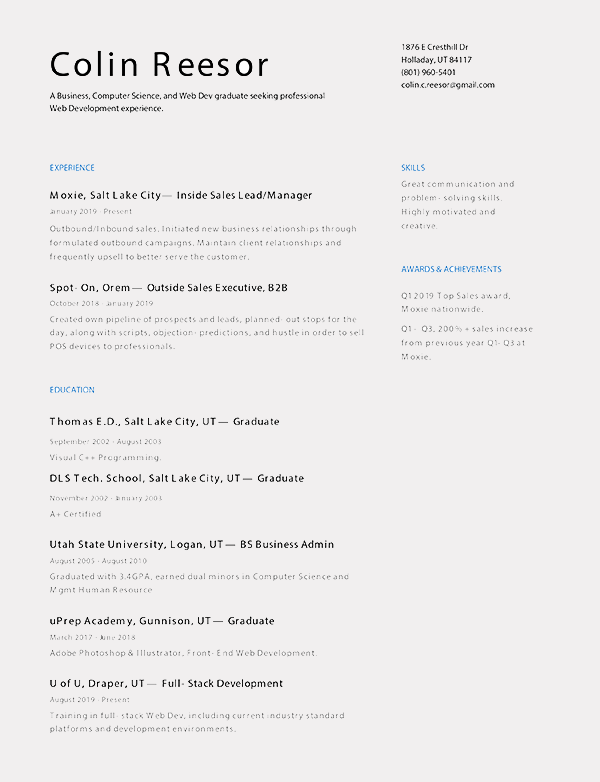 Colin Reesor
A Business, Computer Science, and Web Dev graduate seeking professional
Web Development experience.
1876 E Cresthill Dr
Holladay, UT 84117
(801) 960-5401
colin.c.reesor@gmail.com
EXPERIENCE
Moxie, Salt Lake City— Inside Sales Lead/Manager
January 2019 - Present
Outbound/Inbound sales. Initiated new business relationships through
formulated outbound campaigns. Maintain client relationships and
frequently upsell to better serve the customer.
Spot- On, Orem— Outside Sales Executive, B2B
October 2018 - January 2019
Created own pipeline of prospects and leads, planned- out stops for the
day, along with scripts, objection- predictions, and hustle in order to sell
POS devices to professionals.
EDUCATION
Thomas E.D., Salt Lake City, UT— Graduate
September 2002 - August 2003
Visual C++ Programming.
DLS Tech. School, Salt Lake City, UT— Graduate
November 2002 - January 2003
A+ Certified
Utah State University, Logan, UT— BS Business Admin
August 2005 - August 2010
Graduated with 3.4GPA, earned dual minors in Computer Science and
Mgmt Human Resource
uPrep Academy, Gunnison, UT— Graduate
March 2017 - June 2018
Adobe Photoshop & Illustrator, Front- End Web Development.
U of U, Draper, UT— Full- Stack Development
August 2019 - Present
Training in full- stack Web Dev, including current industry standard
platforms and development environments.
SKILLS
Great communication and
problem- solving skills.
Highly motivated and
creative.
AWARDS & ACHIEVEMENTS
Q1 2019 Top Sales award,
Moxie nationwide.
Q1- Q3, 200% + sales increase
from previous year Q1- Q3 at
Moxie.